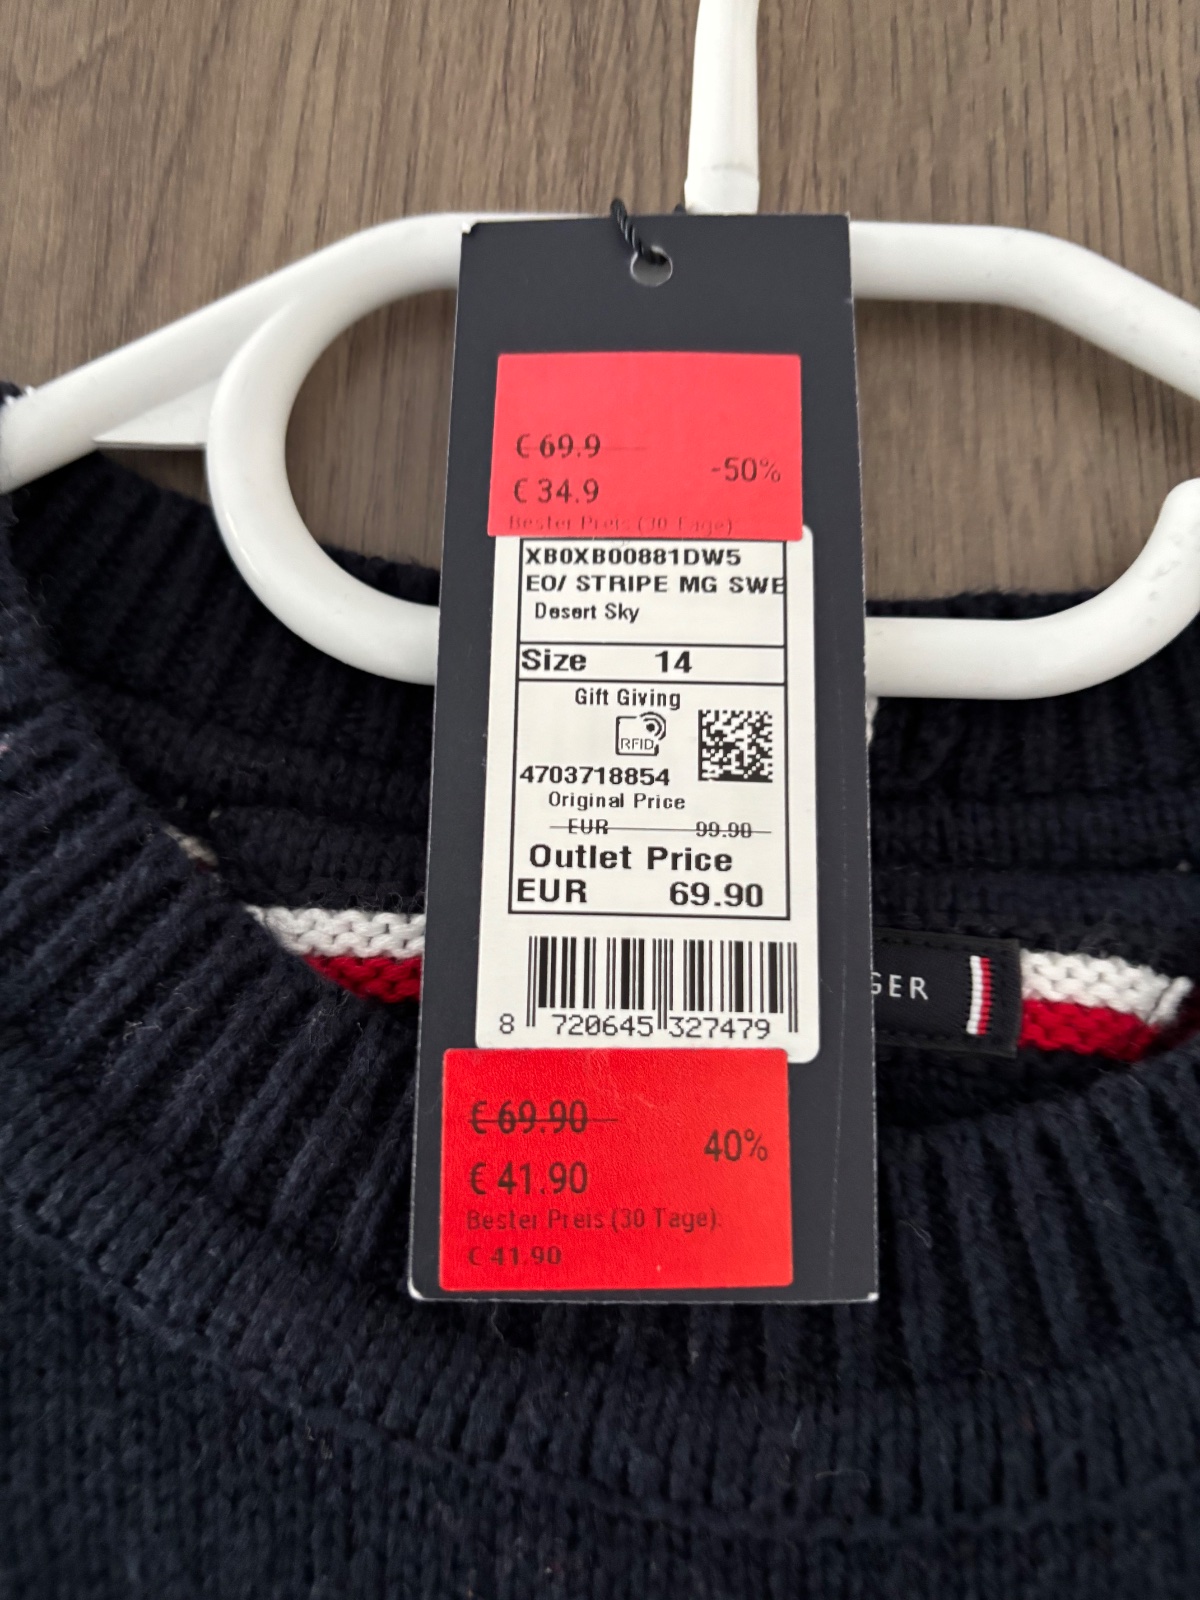 € 69.9
-50%
€ 34.9
Bester Preis (30 Tage)
XB0XB00881DW5
EO/ STRIPE MG SWE
Desert Sky
Size 14
Gift Giving
RFID
4703718854
Original Price
EUR 99.90
Outlet Price
EUR 69.90
8 720645 327479
GER
€ 69.90
40%
€ 41.90
Bester Preis (30 Tage):
€ 41.90